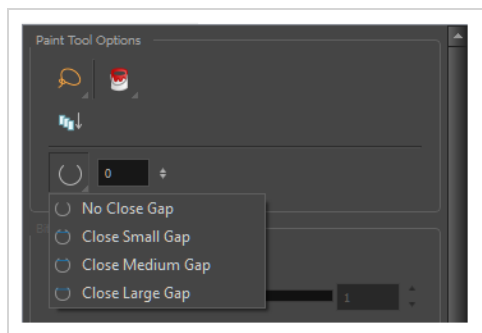 Paint Tool Options
0
No Close Gap
Close Small Gap
Close Medium Gap
Close Large Gap
1